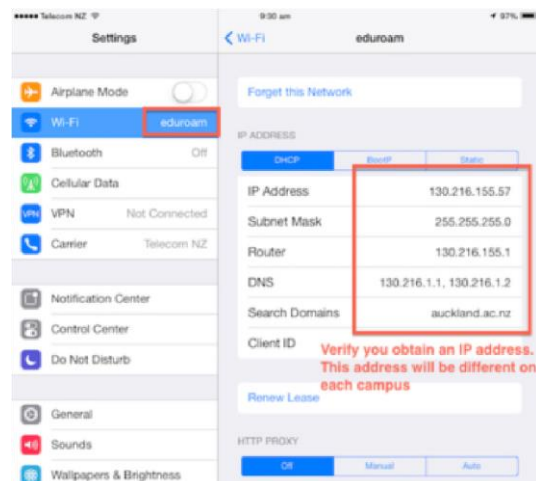 Telecom NZ
9:30 am
97%
Settings
Wi-Fi
eduroam
Airplane Mode
Wi-Fi eduroam
Bluetooth Off
Cellular Data
VPN VPN Not Connected
Carrier Telecom NZ
Notification Center
Control Center
Do Not Disturb
General
Sounds
Wallpapers & Brightness
Forget this Network
IP ADDRESS
DHCP BootP Static
IP Address 130.216.155.57
Subnet Mask 255.255.255.0
Router 130.216.155.1
DNS 130.216.1.1, 130.216.1.2
Search Domains auckland.ac.nz
Client ID
Verify you obtain an IP address.
This address will be different on
each campus
Renew Lease
HTTP PROXY
Off Manual Auto